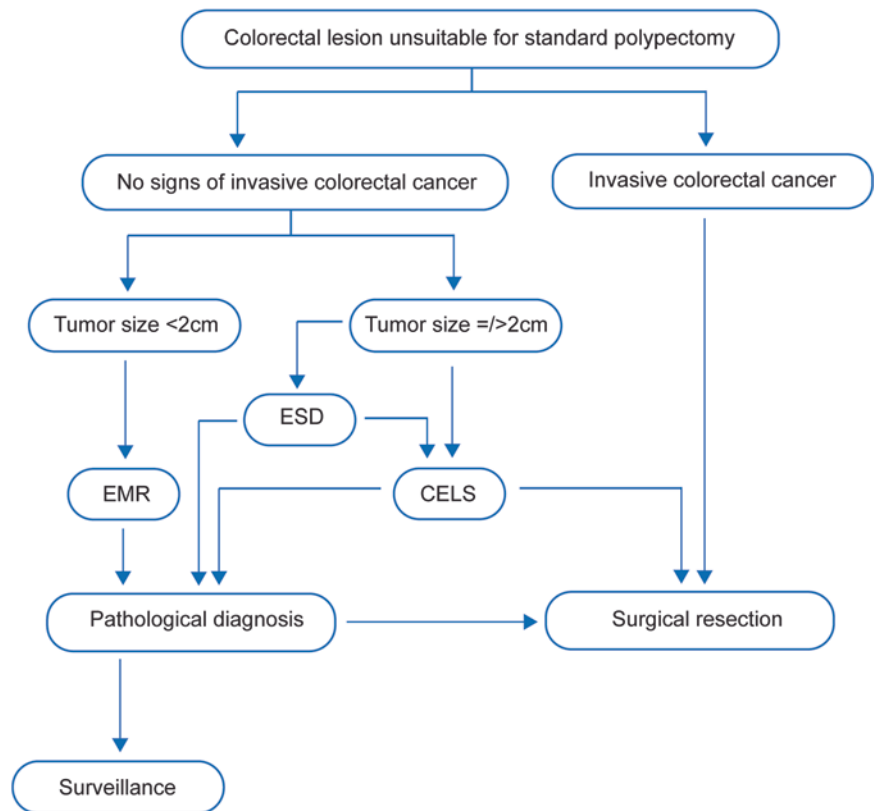 Colorectal lesion unsuitable for standard polypectomy
No signs of invasive colorectal cancer
Invasive colorectal cancer
Tumor size <2cm
Tumor size =/>2cm
ESD
EMR
CELS
Pathological diagnosis
Surgical resection
Surveillance